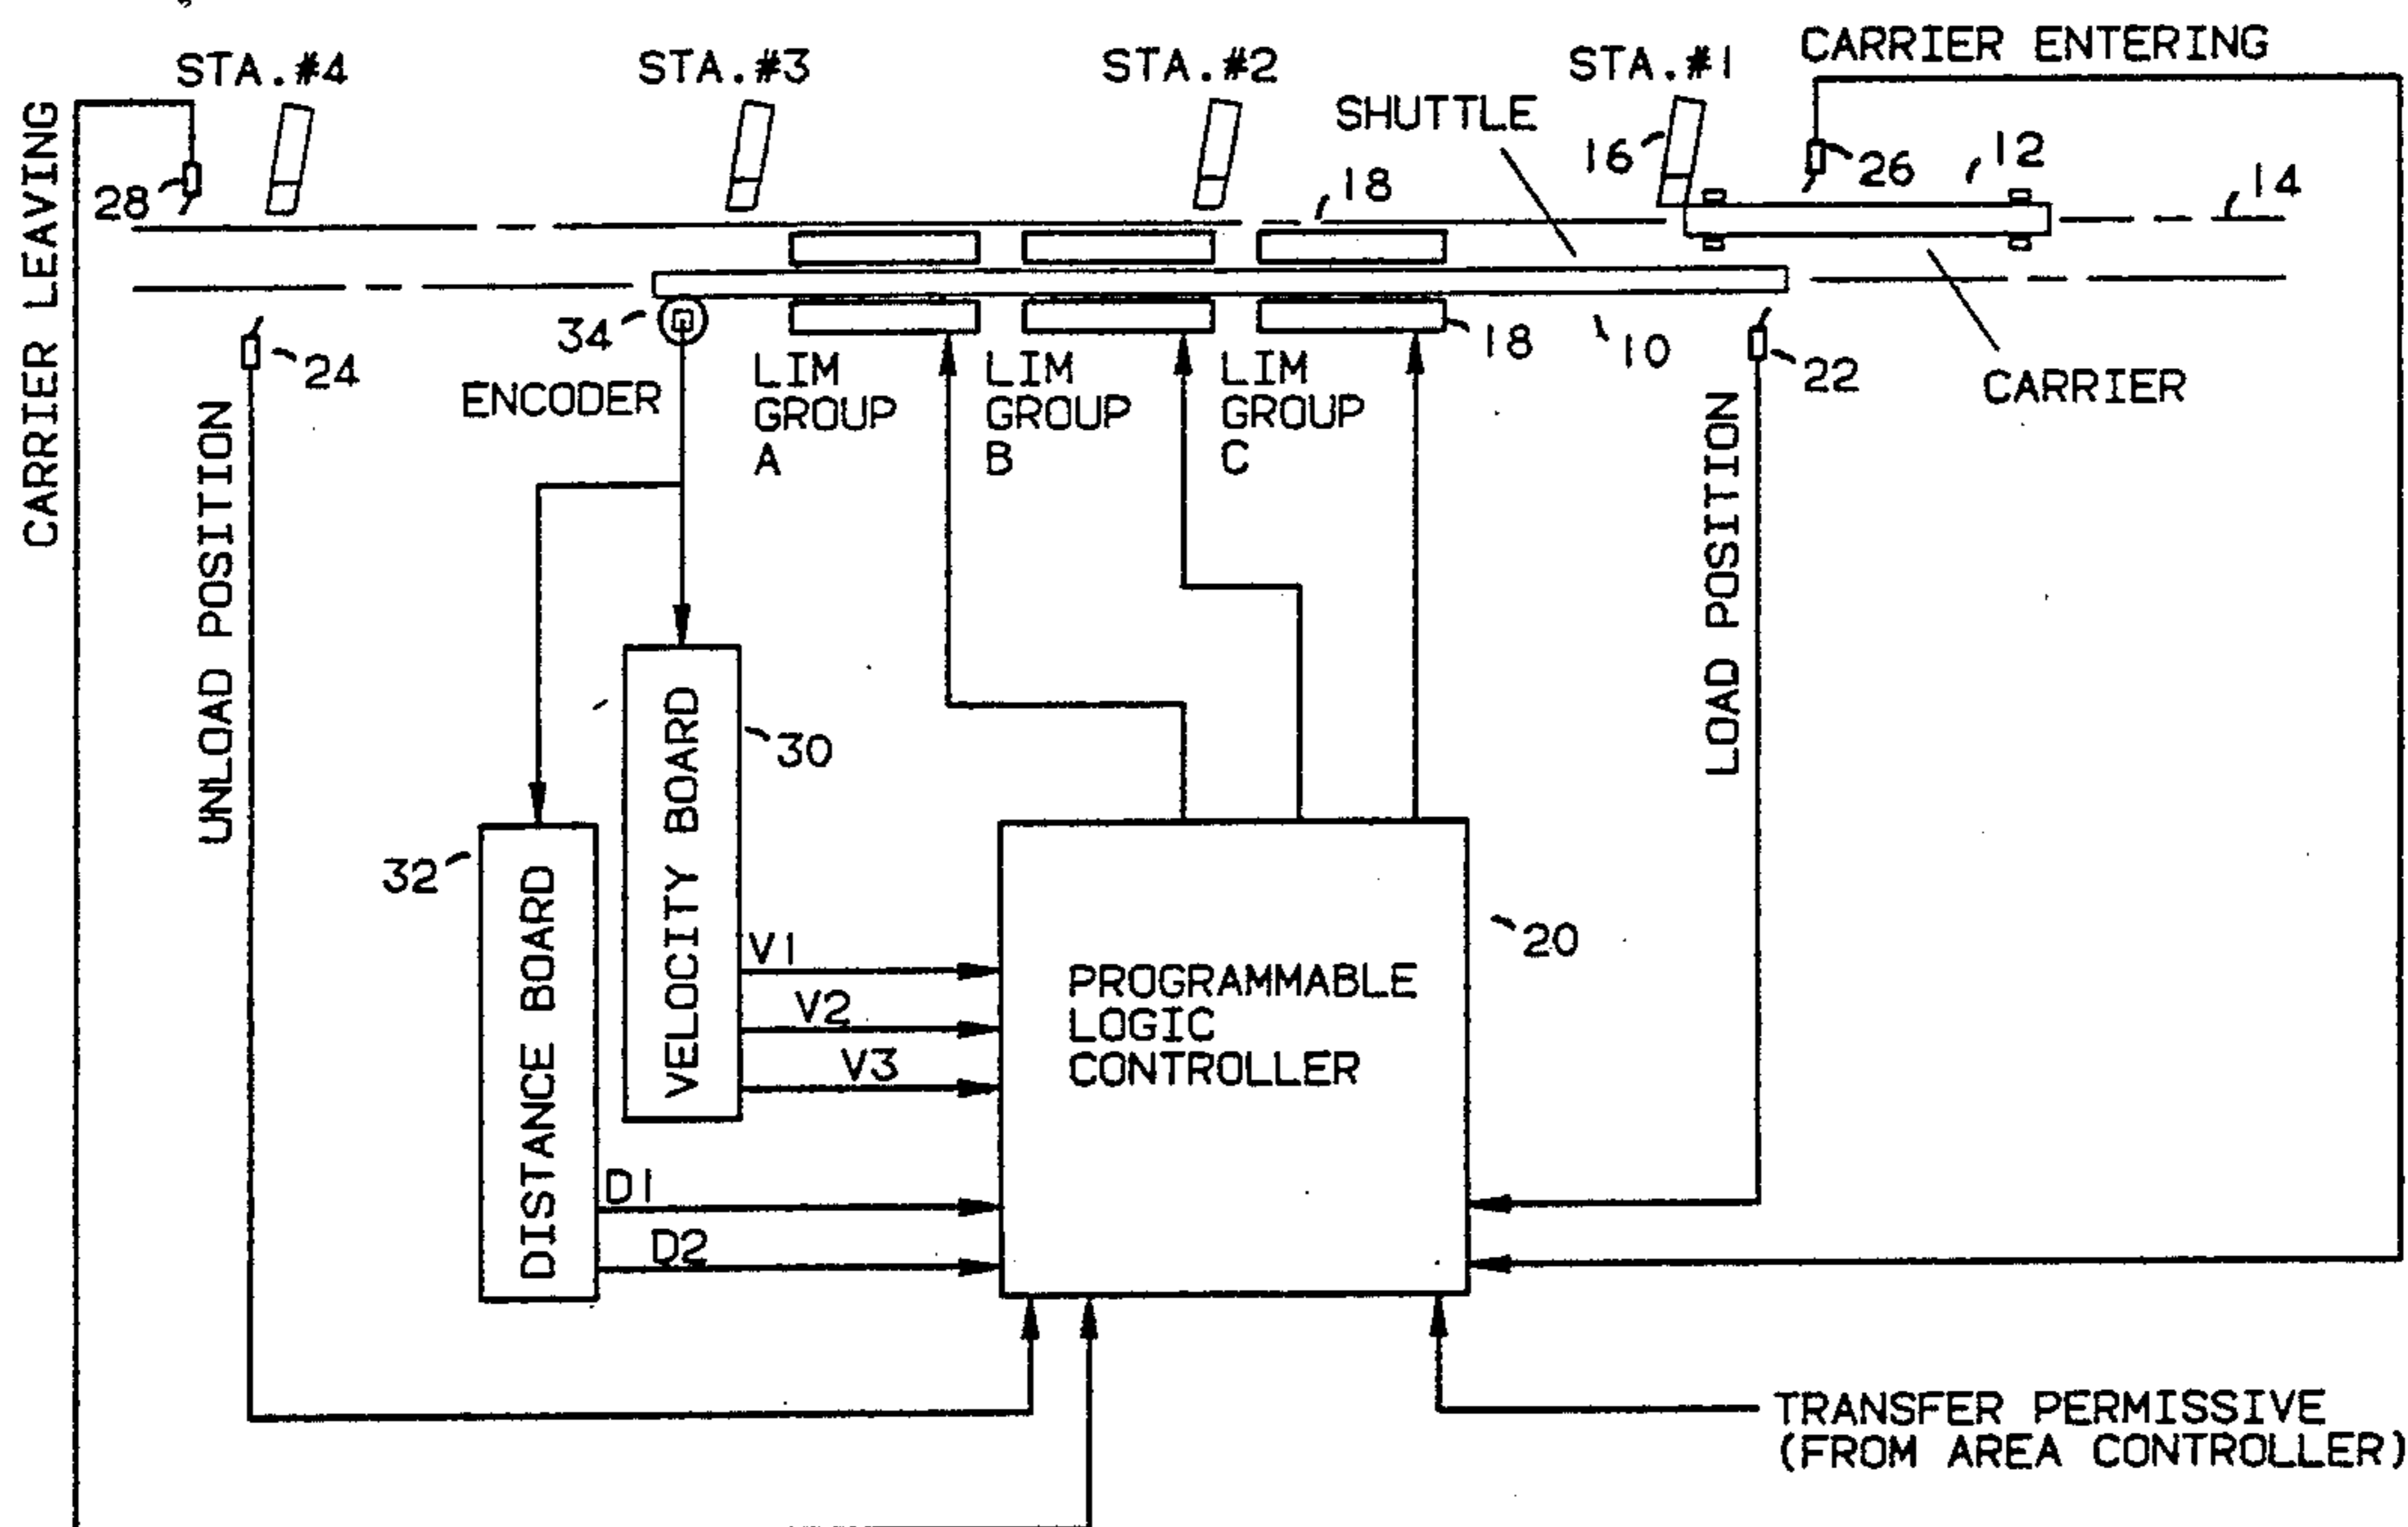 CARRIER ENTERING
STA.#4
STA.#3
STA.#2
STA.#1
SHUTTLE
CARRIER LEAVING
28
18
16
26
12
14
34
24
ENCODER
LIM
GROUP
A
LIM
GROUP
B
LIM
GROUP
C
18
10
22
CARRIER
UNLOAD POSITION
LOAD POSITION
VELOCITY BOARD
30
32
DISTANCE BOARD
20
V1
V2
V3
PROGRAMMABLE
LOGIC
CONTROLLER
D1
D2
TRANSFER PERMISSIVE
(FROM AREA CONTROLLER)